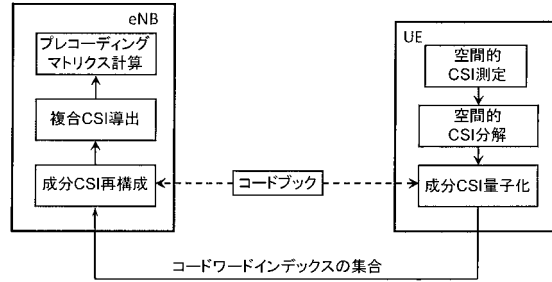 eNB
プレコーディング
マトリクス計算
複合CSI導出
成分CSI再構成
コードブック
UE
空間的
CSI測定
空間的
CSI分解
成分CSI量子化
コードワードインデックスの集合